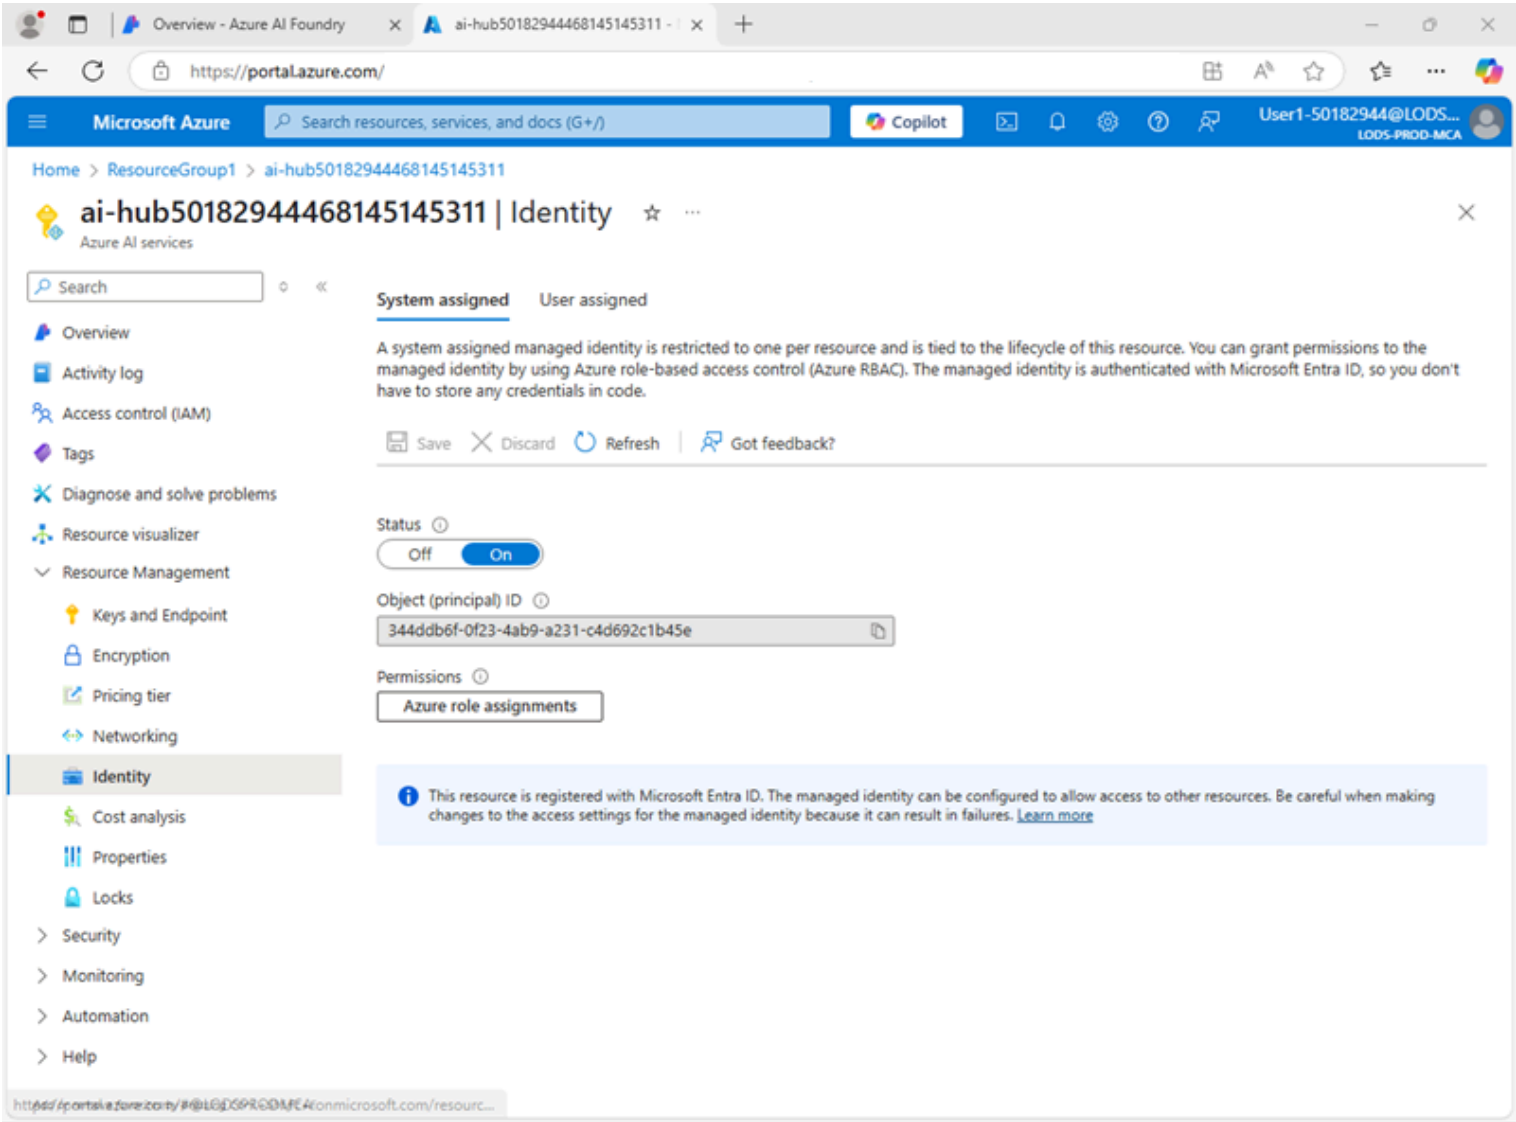 Overview - Azure AI Foundry
ai-hub50182944468145145311 -
https://portal.azure.com/
Microsoft Azure
Search resources, services, and docs (G+/)
Copilot
User1-50182944@LODS...
LODS-PROD-MCA
Home > ResourceGroup1 > ai-hub50182944468145145311
ai-hub50182944468145145311 | Identity
Azure AI services
Search
Overview
Activity log
Access control (IAM)
Tags
Diagnose and solve problems
Resource visualizer
Resource Management
Keys and Endpoint
Encryption
Pricing tier
Networking
Identity
Cost analysis
Properties
Locks
Security
Monitoring
Automation
Help
System assigned User assigned
A system assigned managed identity is restricted to one per resource and is tied to the lifecycle of this resource. You can grant permissions to the
managed identity by using Azure role-based access control (Azure RBAC). The managed identity is authenticated with Microsoft Entra ID, so you don't
have to store any credentials in code.
Save Discard Refresh Got feedback?
Status
Off On
Object (principal) ID
344ddb6f-0f23-4ab9-a231-c4d692c1b45e
Permissions
Azure role assignments
This resource is registered with Microsoft Entra ID. The managed identity can be configured to allow access to other resources. Be careful when making
changes to the access settings for the managed identity because it can result in failures. Learn more